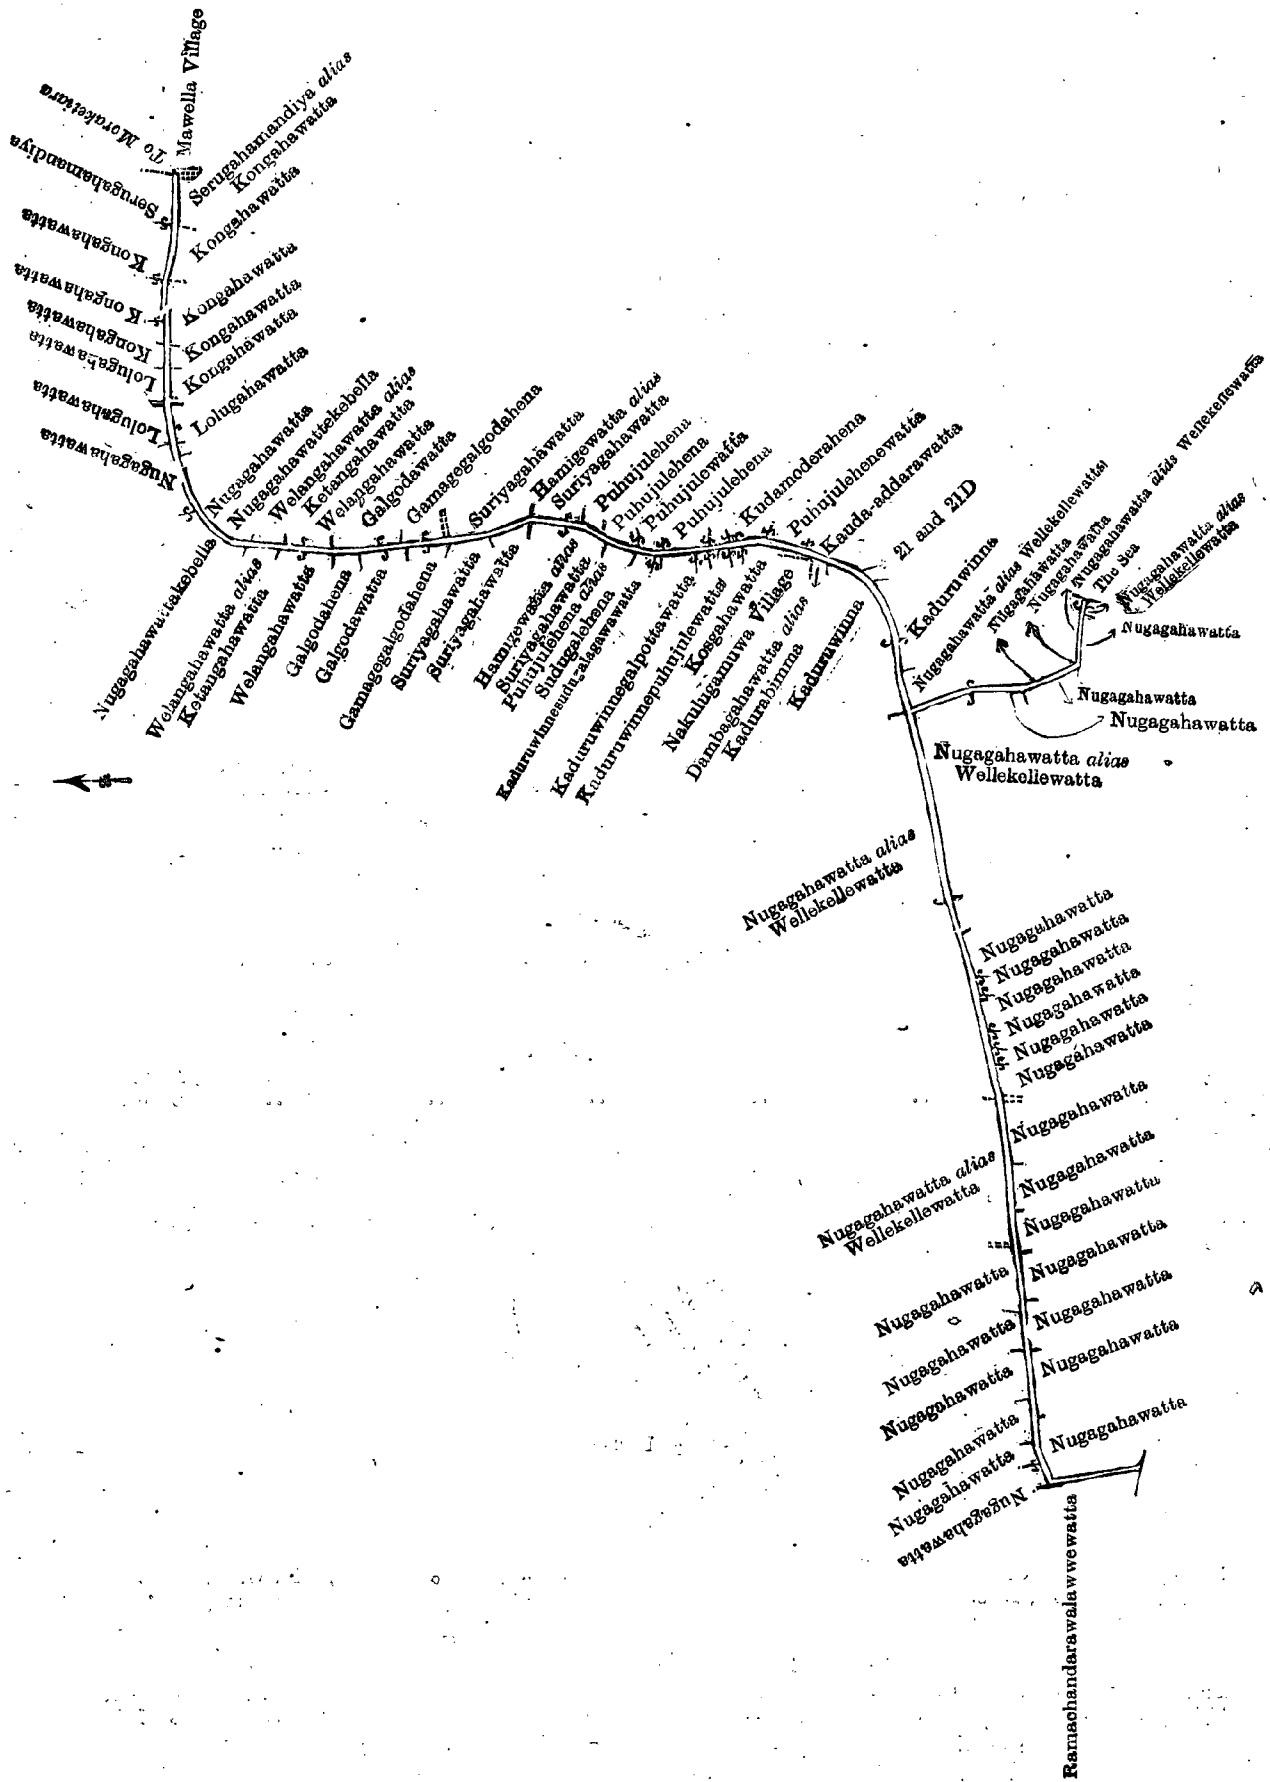 Mawella Village
To Moraketiara
Serugahamandiya alias
Kongahawatta
Serugahamandiya
Kongahawatta
Kongahawatta
Kongahawatta
Kongahawatta
Kongahawatta
Kongahawatta
Kongahawatta
Lolugahawatta
Lolugahawatta
Lolugahawatta
Nugagahawatta
Nugagahawatta
Nugagahawattekebella
Welangahawatta alias
Ketangahawatta
Welangahawatta
Galgodawatta
Gamagegalgodahena
Suriyagahawatta
Hamigewatta alias
Suriyagahawatta
Puhujulehena
Puhujulehena
Puhujulewatta
Puhujulehena
Kudamoderahena
Puhujulehenewatta
Kauda-addarawatta
21 and 21D
Kaduruwinna
Nugagahawatta alias Wellekellewatta
Nugagahawatta
Nugagahawatta
Nugagahawatta alias Wellekellewatta
The Sea
Nugagahawatta alias
Wellekellewatta
Nugagahawatta
Nugagahawatta
Nugagahawatta
Nugagahawattakebella
Welangahawatta alias
Ketangahawatta
Welangahawatta
Galgodahena
Galgodawatta
Gamagegalgodahena
Suriyagahawatta
Suriyagahawatta
Hamigewatta alias
Suriyagahawatta
Puhujulehena alias
Sudugalehena
Kaduruwinnesudugalagawawatta
Kaduruwinnegalpottawatta
Kaduruwinnepuhujulewatta
Kosgahawatta
Nakulugamuwa Village
Dambagahawatta alias
Kadurabimma
Kaduruwinna
Nugagahawatta alias
Wellekellewatta
Nugagahawatta alias
Wellekellewatta
Nugagahawatta
Nugagahawatta
Nugagahawatta
Nugagahawatta
Nugagahawatta
Nugagahawatta
Nugagahawatta
Nugagahawatta
Nugagahawatta
Nugagahawatta
Nugagahawatta
Nugagahawatta
Nugagahawatta
Nugagahawatta alias
Wellekellewatta
Nugagahawatta
Nugagahawatta
Nugagahawatta
Nugagahawatta
Nugagahawatta
Nugagahawatta
Ramachandarawalawwewatta